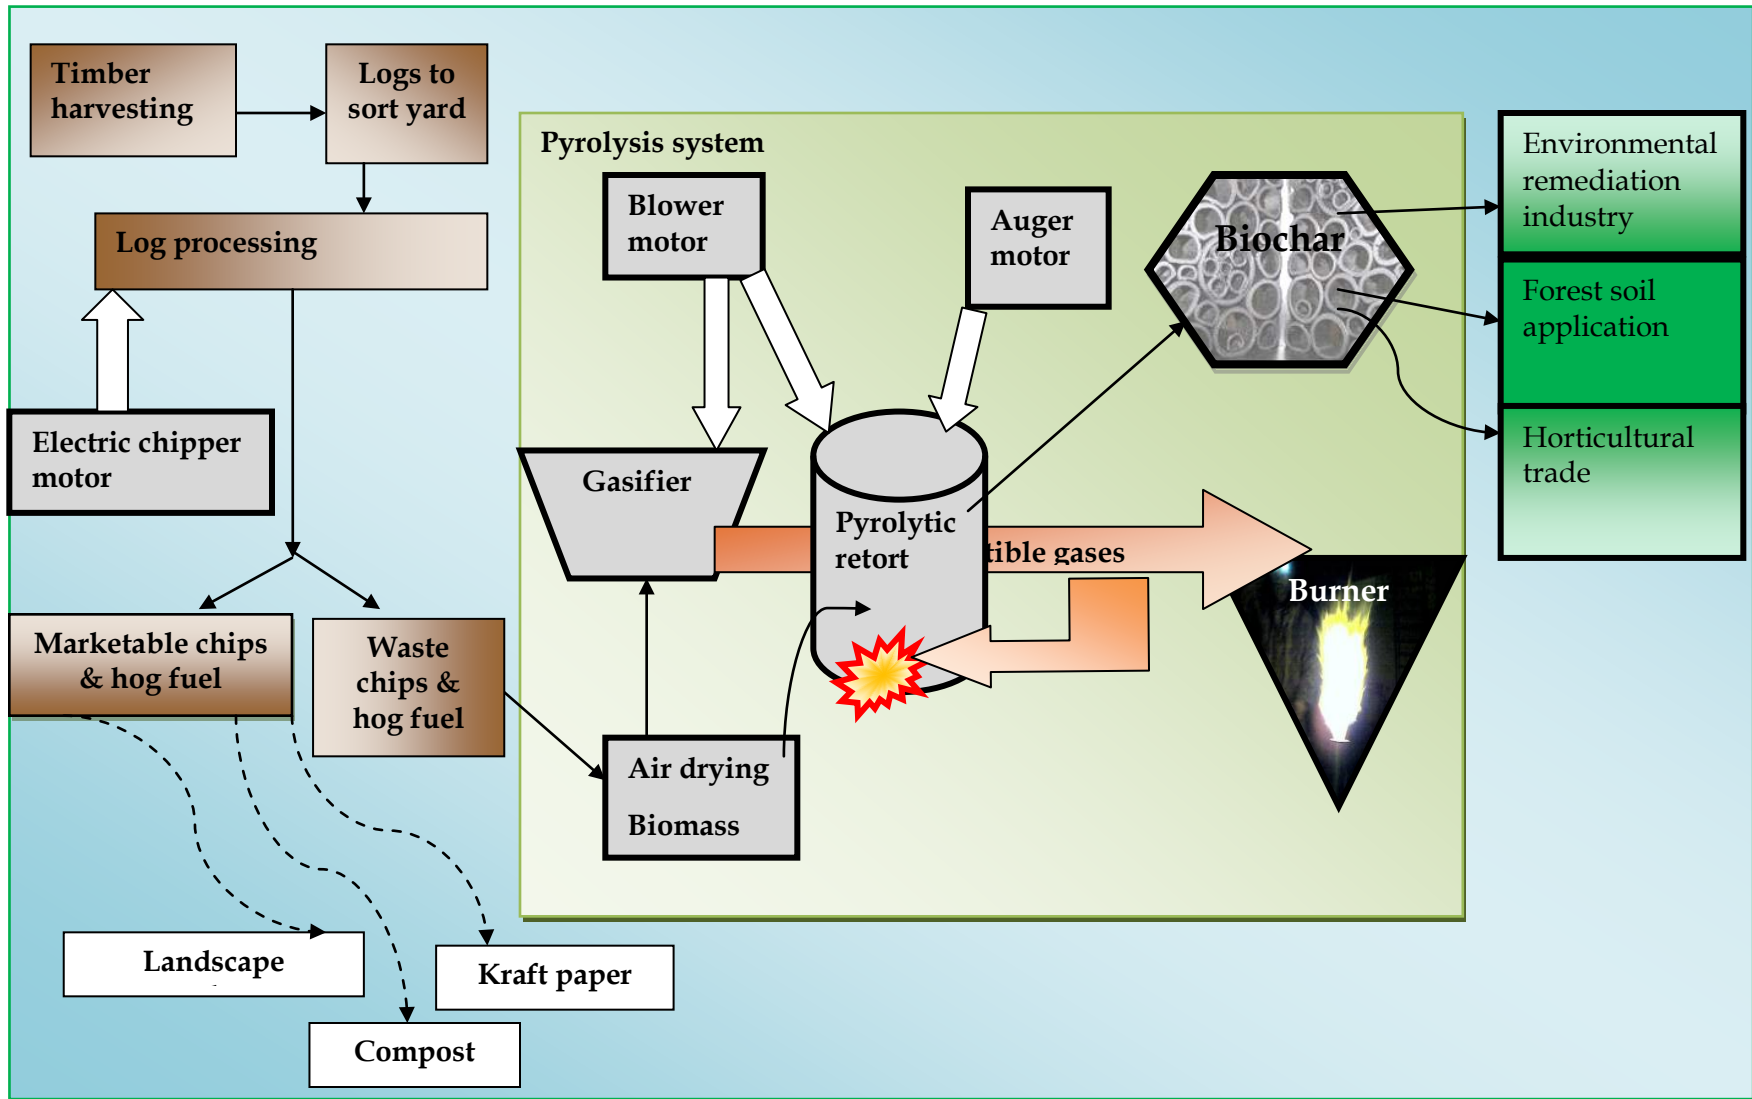 Timber
harvesting
Logs to
sort yard
Log processing
Electric chipper
motor
Marketable chips
& hog fuel
Waste
chips &
hog fuel
Landscape
Kraft paper
Compost
Pyrolysis system
Blower
motor
Auger
motor
Gasifier
Pyrolytic
retort
tible gases
Air drying
Biomass
Biochar
Burner
Environmental
remediation
industry
Forest soil
application
Horticultural
trade